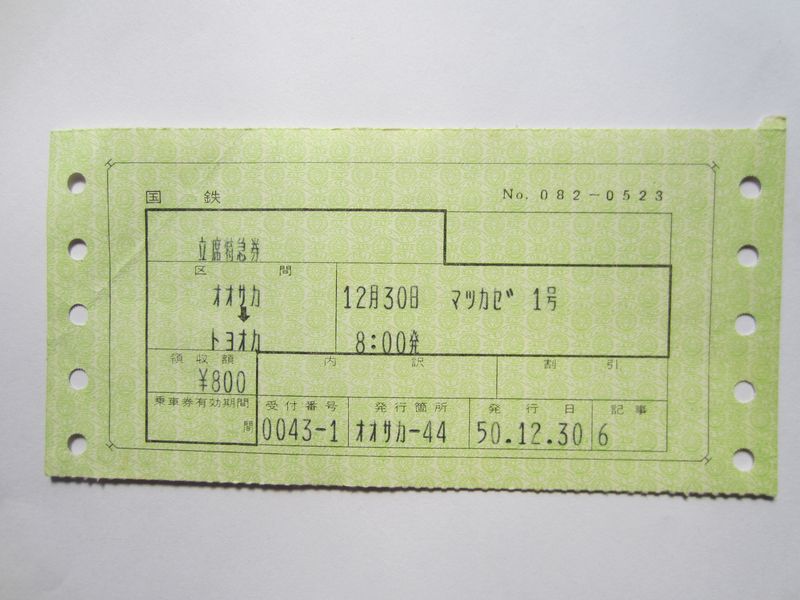 国鉄 No. 082-0523
立席特急券
区間
オオサカ
⬇
トヨオカ
12月30日 マツカゼ 1号
8:00発
領収額
¥800
内訳 割引
乗車券有効期間
間
受付番号 発行箇所 発行日 記事
0043-1 オオサカ-44 50.12.30 6